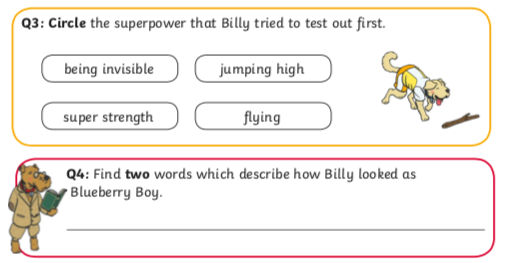 Q3: Circle the superpower that Billy tried to test out first.
being invisible
jumping high
super strength
flying
Q4: Find two words which describe how Billy looked as
Blueberry Boy.